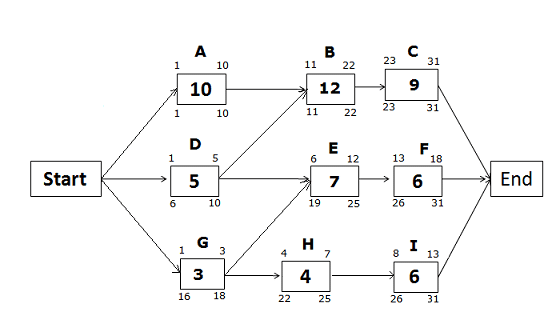 A B C
1 10 11 22 23 31
10 12 9
1 10 11 22 23 31
D E F
1 5 6 12 13 18
Start 5 7 6 End
6 10 19 25 26 31
G H I
1 3 4 7 8 13
3 4 6
16 18 22 25 26 31